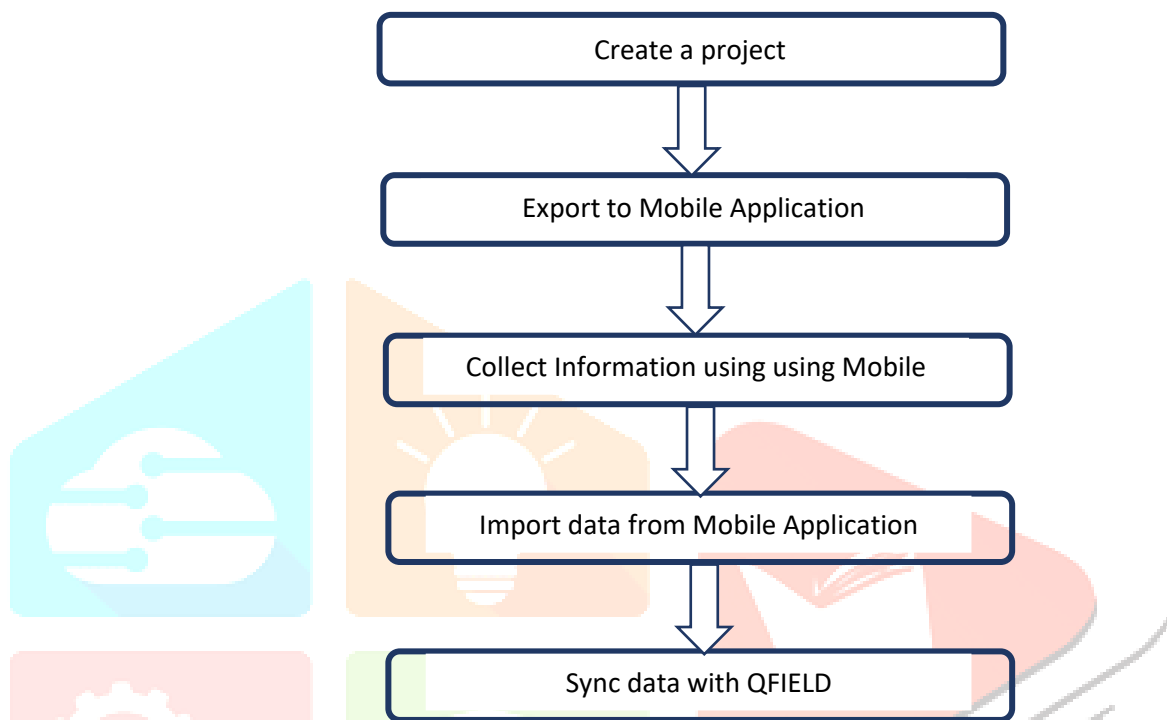 Create a project
Export to Mobile Application
Collect Information using using Mobile
Import data from Mobile Application
Sync data with QFIELD